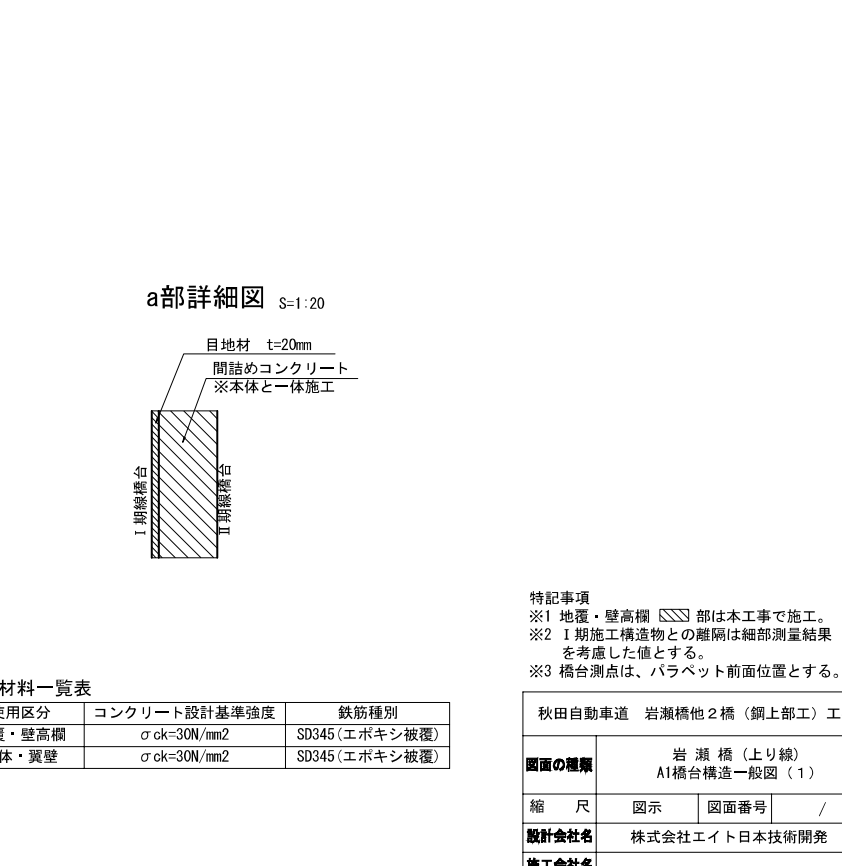 a部詳細図 S=1:20
目地材 t=20mm
間詰めコンクリート
※本体と一体施工
Ⅰ期線橋台
Ⅱ期線橋台
特記事項
※1 地覆・壁高欄 部は本工事で施工。
※2 Ⅰ期施工構造物との離隔は細部測量結果
を考慮した値とする。
※3 橋台測点は、パラペット前面位置とする。
材料一覧表
使用区分 コンクリート設計基準強度 鉄筋種別
覆・壁高欄 σck=30N/mm2 SD345(エポキシ被覆)
体・翼壁 σck=30N/mm2 SD345(エポキシ被覆)
秋田自動車道 岩瀬橋他2橋(鋼上部工)工
図面の種類 岩瀬橋(上り線)
A1橋台構造一般図(1)
縮尺 図示 図面番号 /
設計会社名 株式会社エイト日本技術開発
施工会社名